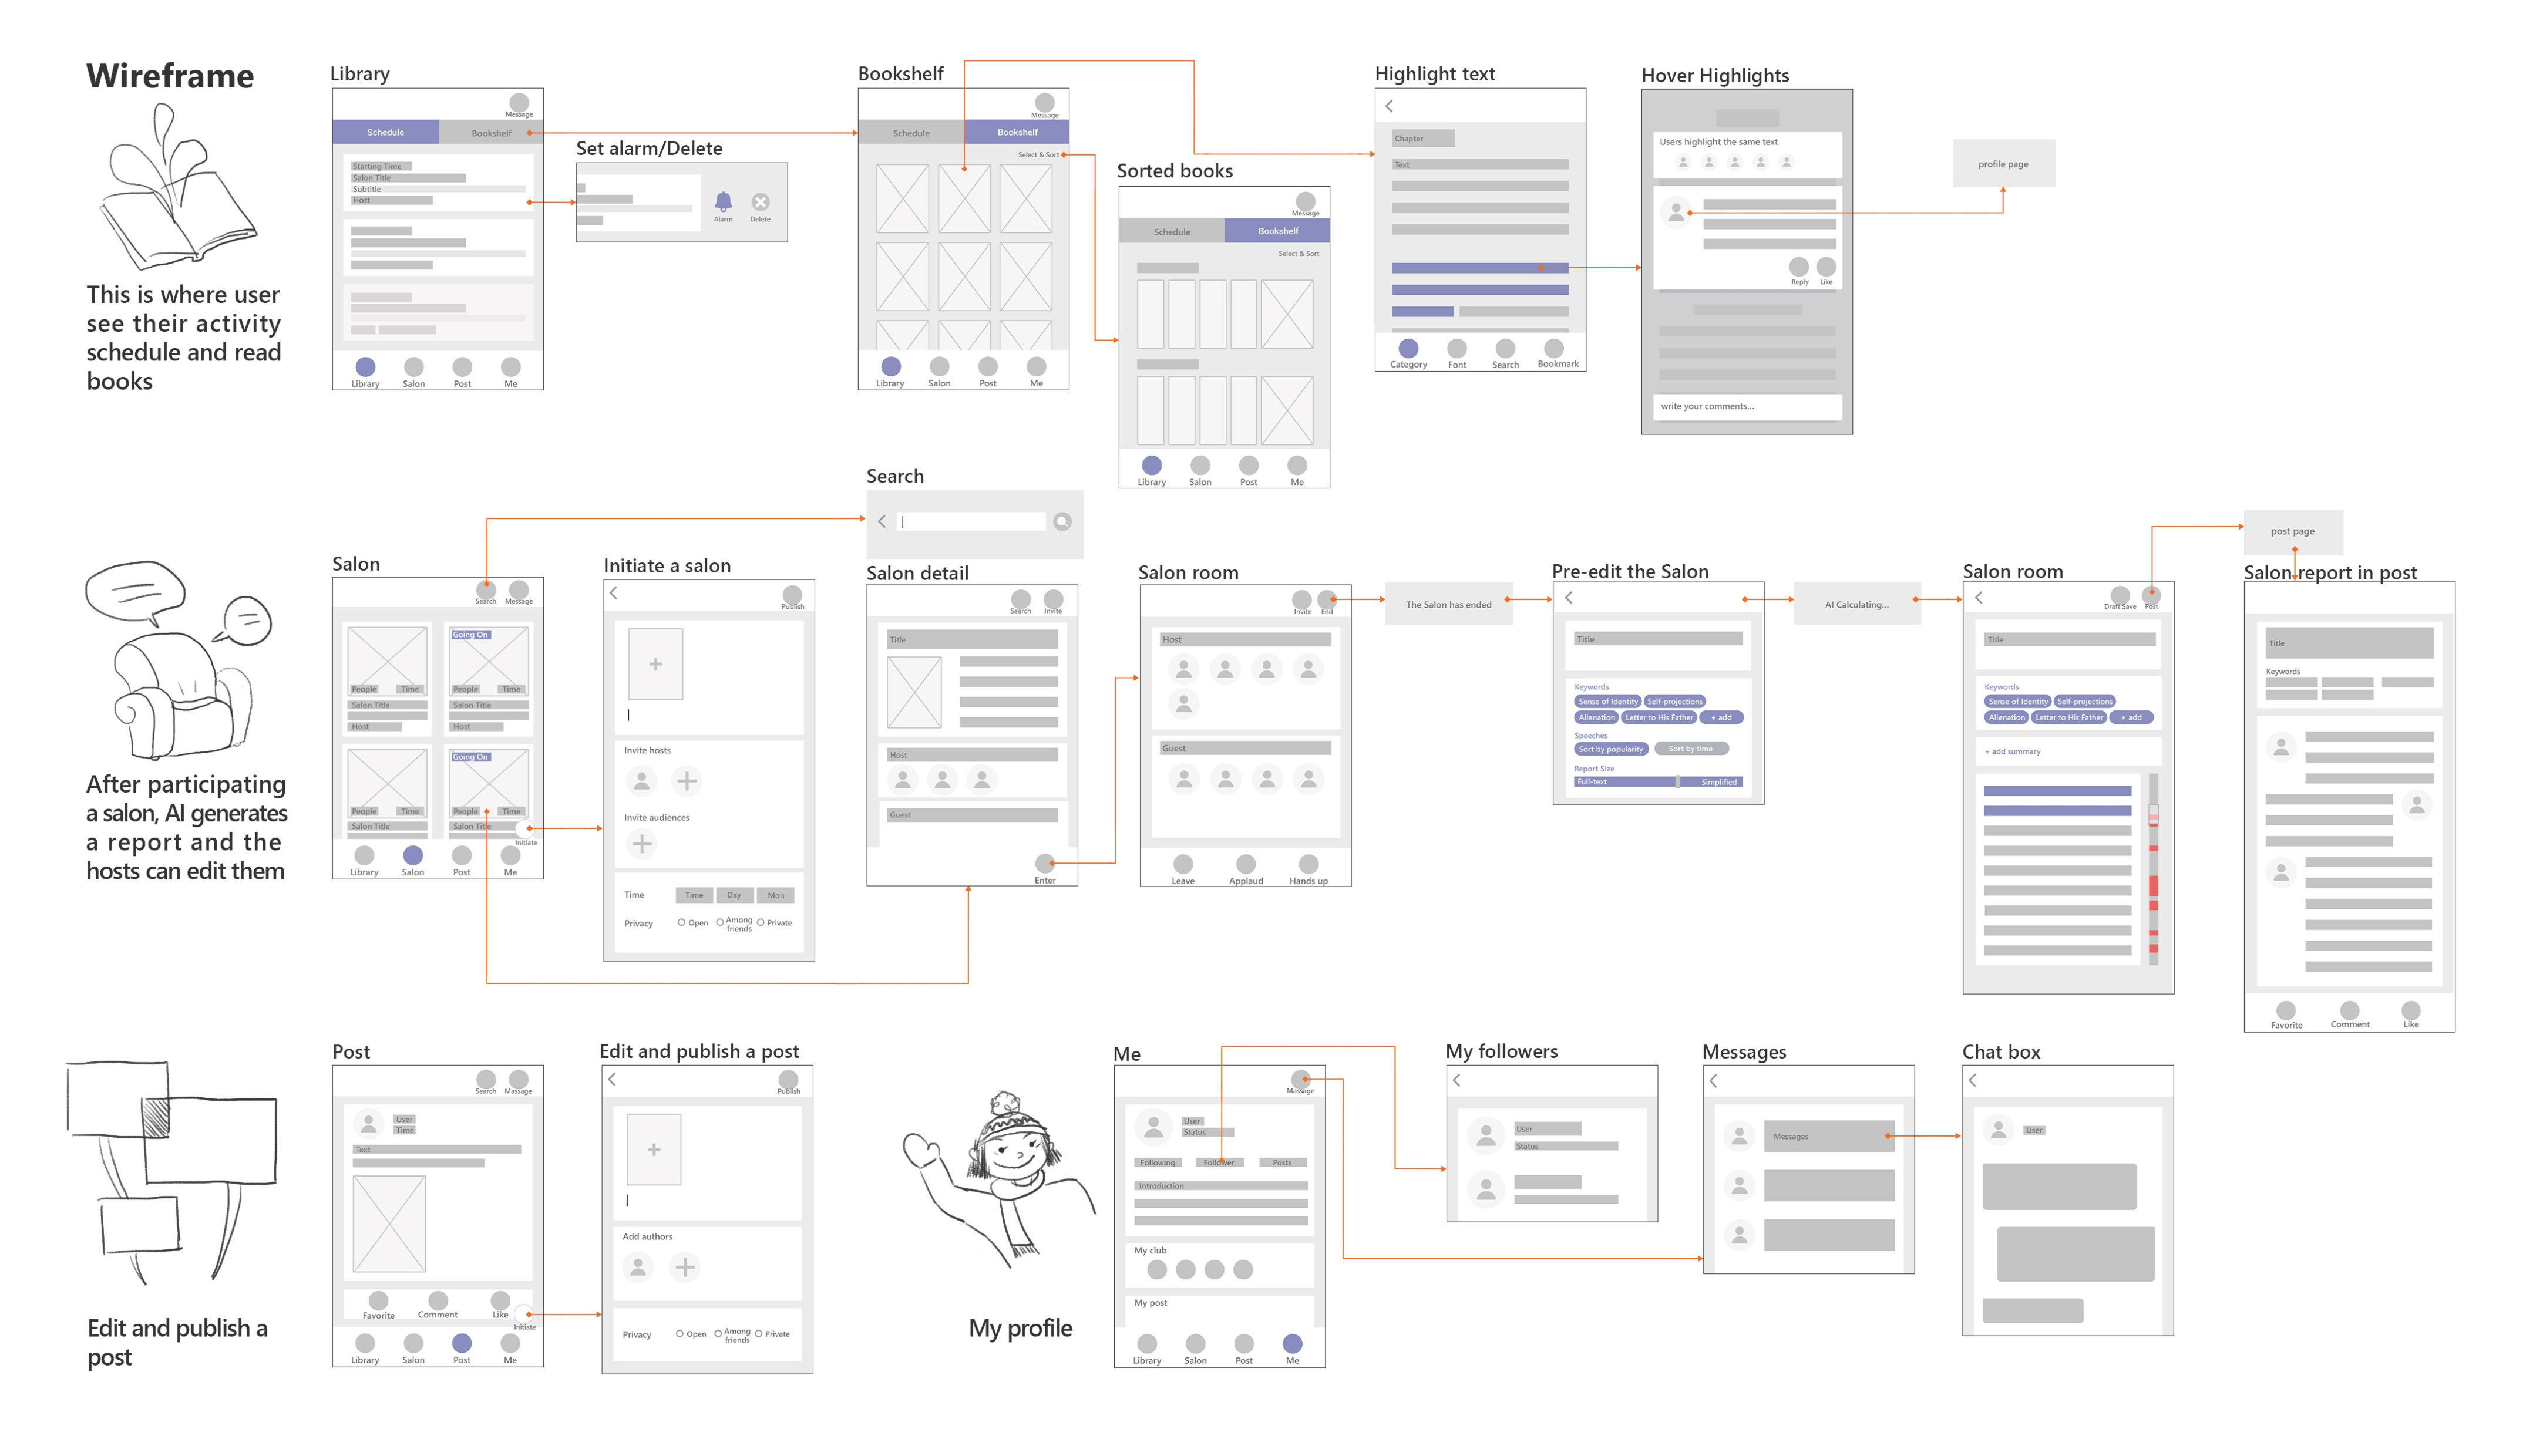 Wireframe
This is where user
see their activity
schedule and read
books
Library
Message
Schedule
Bookshelf
Starting Time
Salon Title
Subtitle
Host
Library
Salon
Post
Me
Set alarm/Delete
Alarm
Delete
Bookshelf
Message
Schedule
Bookshelf
Select & Sort
Library
Salon
Post
Me
Sorted books
Message
Schedule
Bookshelf
Select & Sort
Library
Salon
Post
Me
Highlight text
Chapter
Text
Category
Font
Search
Bookmark
Hover Highlights
Users highlight the same text
Reply
Like
write your comments...
profile page
After participating
a salon, AI generates
a report and the
hosts can edit them
Salon
Search
Message
Going On
People
Time
People
Time
Salon Title
Salon Title
Host
Host
Going On
People
Time
People
Time
Salon Title
Salon Title
Initiate
Library
Salon
Post
Me
Initiate a salon
Publish
Invite hosts
Invite audiences
Time
Time
Day
Mon
Privacy
Open
Among
friends
Private
Search
Salon detail
Search
Invite
Title
Host
Guest
Enter
Salon room
Invite
End
Host
Guest
Leave
Applaud
Hands up
The Salon has ended
Pre-edit the Salon
Title
Keywords
Sense of Identity
Self-projections
Alienation
Letter to His Father
+ add
Speeches
Sort by popularity
Sort by time
Report Size
Full-text
Simplified
AI Calculating...
Salon room
Draft Save
Post
Title
Keywords
Sense of Identity
Self-projections
Alienation
Letter to His Father
+ add
+ add summary
post page
Salon report in post
Title
Keywords
Favorite
Comment
Like
Edit and publish a
post
Post
Search
Massage
User
Time
Text
Favorite
Comment
Like
Initiate
Library
Salon
Post
Me
Edit and publish a post
Publish
Add authors
Privacy
Open
Among
friends
Private
My profile
Me
Massage
User
Status
Following
Follower
Posts
Introduction
My club
My post
Library
Salon
Post
Me
My followers
User
Status
Messages
Messages
Chat box
User